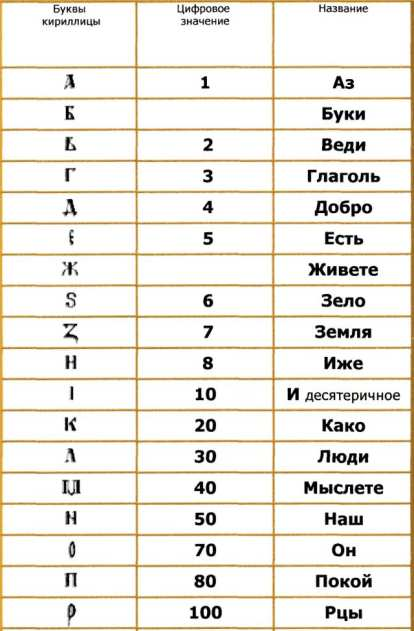 Буквы кириллицы Цифровое значение Название
А 1 Аз
Б Буки
В 2 Веди
Г 3 Глаголь
Д 4 Добро
Є 5 Есть
Ж Живете
Ѕ 6 Зело
Ꙁ 7 Земля
Н 8 Иже
І 10 И десятеричное
К 20 Како
Л 30 Люди
М 40 Мыслете
Н 50 Наш
О 70 Он
П 80 Покой
Р 100 Рцы